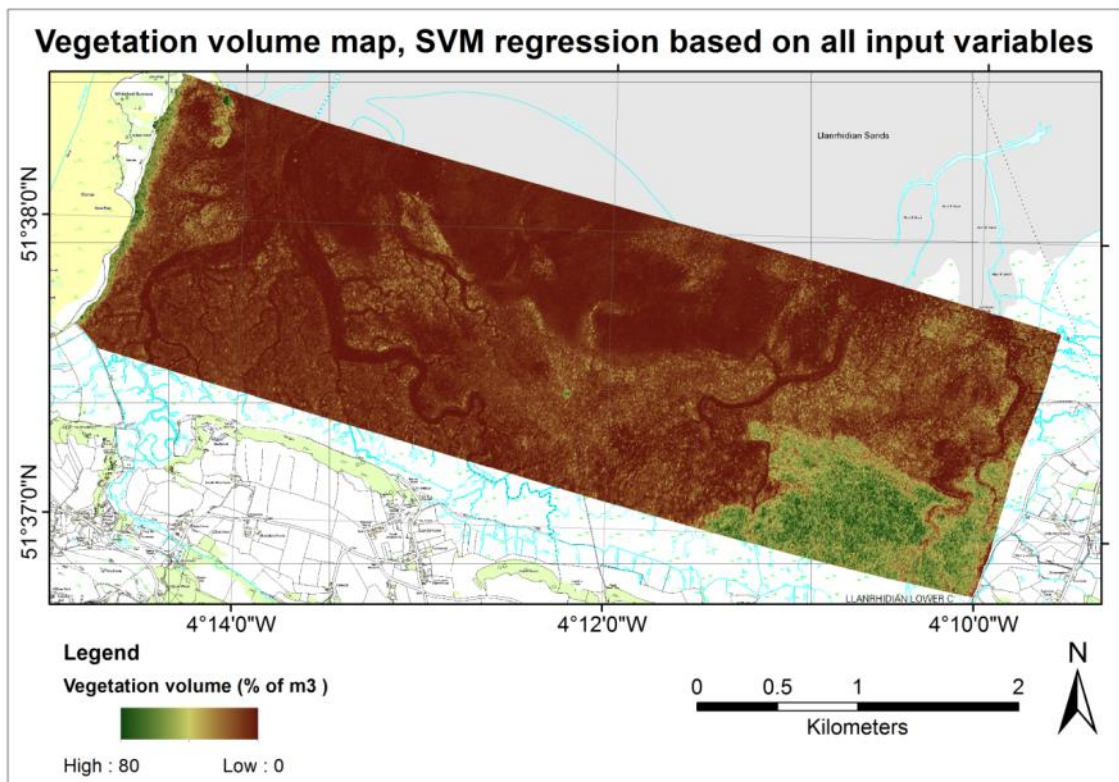 Vegetation volume map, SVM regression based on all input variables
Llanrhidian Sands
51°38'0"N
51°37'0"N
LLANRHIDIAN LOWER C
4°14'0"W
4°12'0"W
4°10'0"W
Legend
Vegetation volume (% of m3 )
High : 80
Low : 0
0
0.5
1
2
Kilometers
N